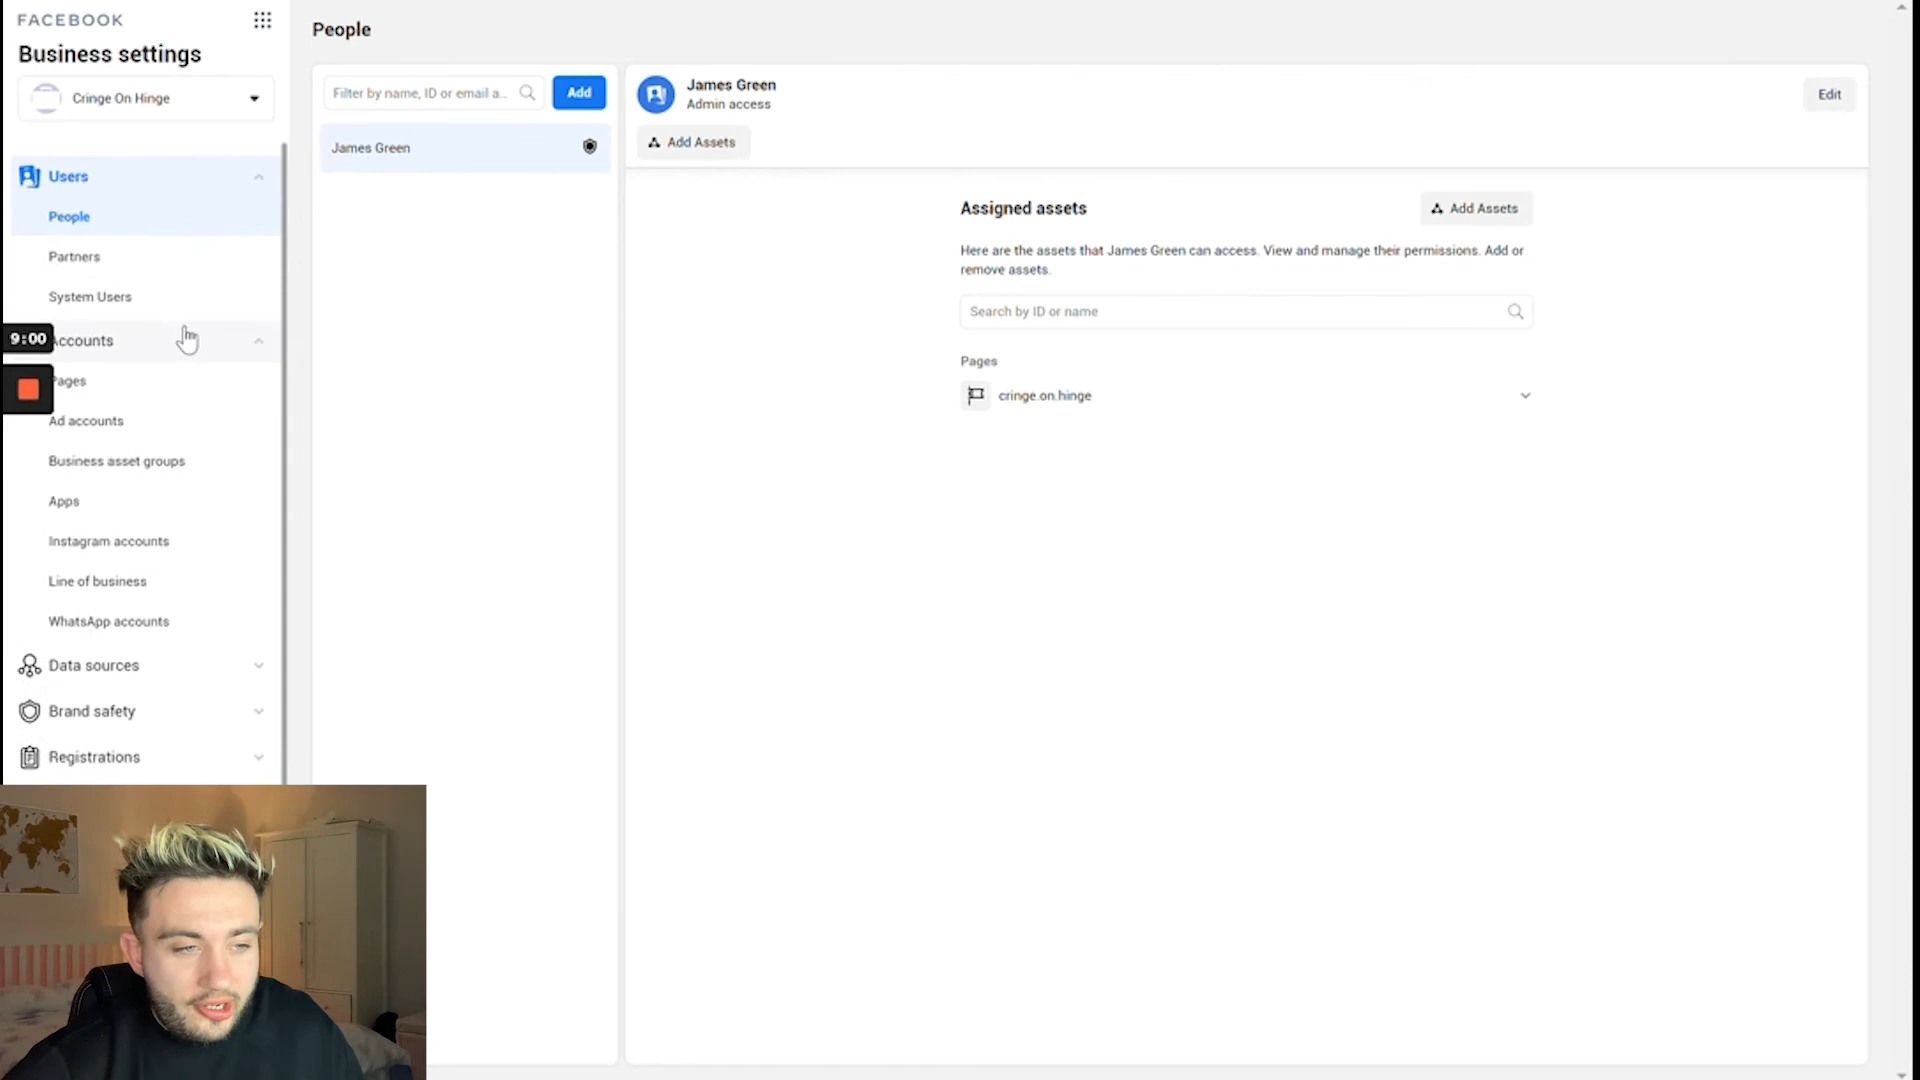 FACEBOOK
Business settings
Cringe On Hinge
Users
People
Partners
System Users
9:00
ccounts
ages
Ad accounts
Business asset groups
Apps
Instagram accounts
Line of business
WhatsApp accounts
Data sources
Brand safety
Registrations
People
Filter by name, ID or email a...
Add
James Green
James Green
Admin access
Edit
Add Assets
Assigned assets
Add Assets
Here are the assets that James Green can access. View and manage their permissions. Add or
remove assets.
Search by ID or name
Pages
cringe.on.hinge